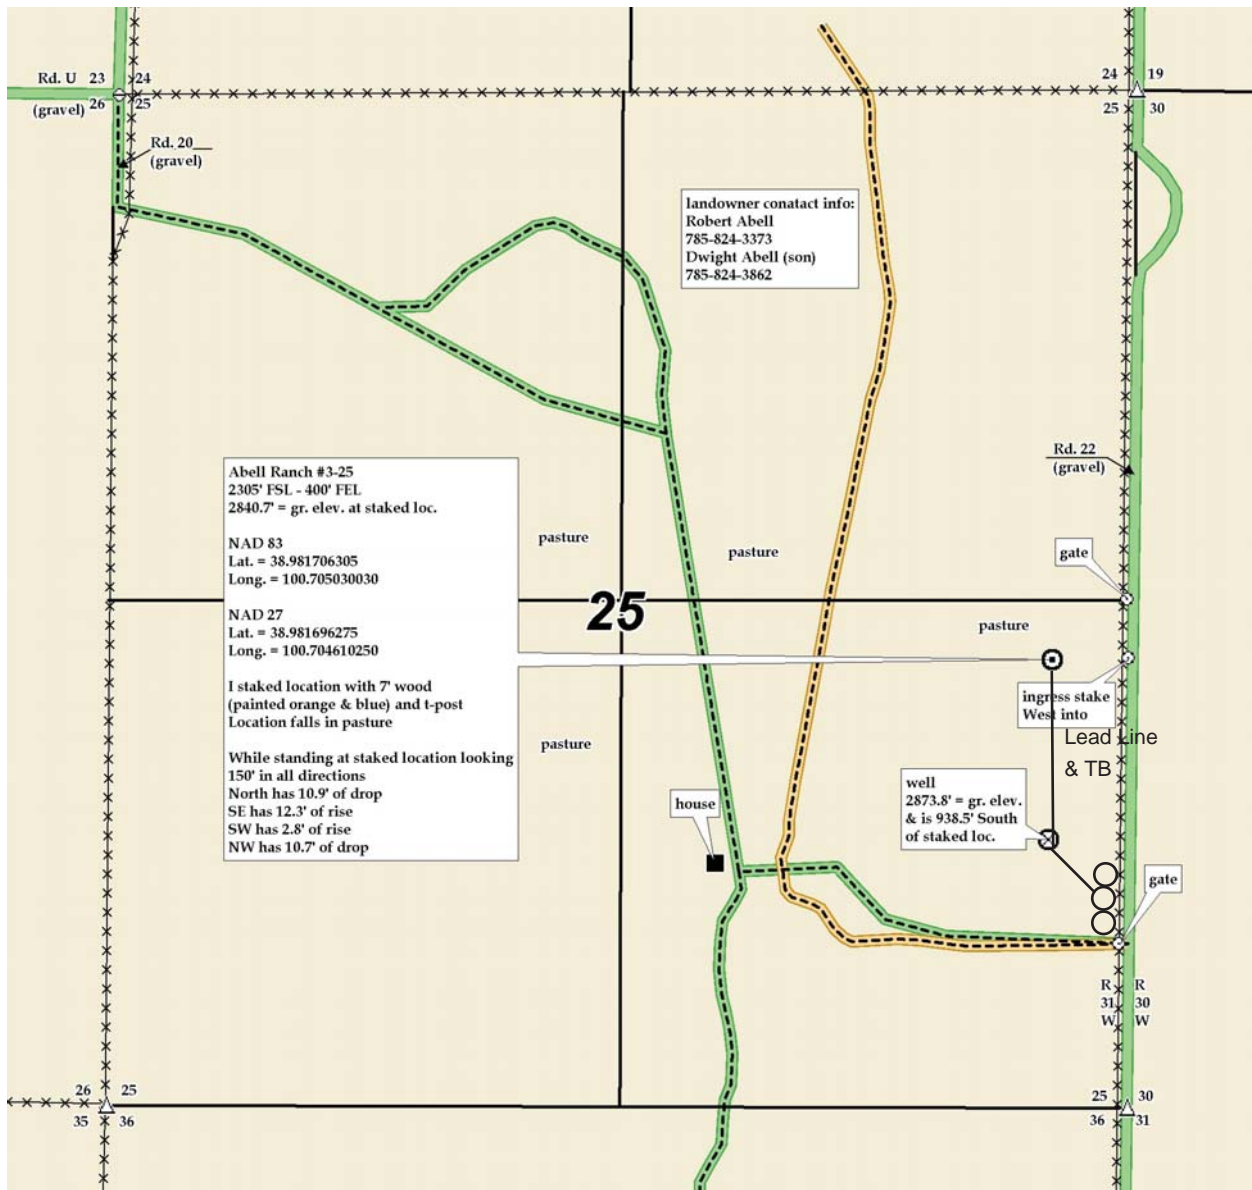 24 19
Rd. U 23 24
26 25
25 30
(gravel)
Rd. 20
(gravel)
landowner conatact info:
Robert Abell
785-824-3373
Dwight Abell (son)
785-824-3862
Rd. 22
(gravel)
Abell Ranch #3-25
2305' FSL - 400' FEL
2840.7' = gr. elev. at staked loc.
NAD 83
Lat. = 38.981706305
Long. = 100.705030030
NAD 27
Lat. = 38.981696275
Long. = 100.704610250
I staked location with 7' wood
(painted orange & blue) and t-post
Location falls in pasture
While standing at staked location looking
150' in all directions
North has 10.9' of drop
SE has 12.3' of rise
SW has 2.8' of rise
NW has 10.7' of drop
pasture
pasture
gate
25
pasture
ingress stake
West into
Lead Line
& TB
pasture
well
2873.8' = gr. elev.
& is 938.5' South
of staked loc.
house
gate
R R
31 30
W W
26 25
35 36
25 30
36 31